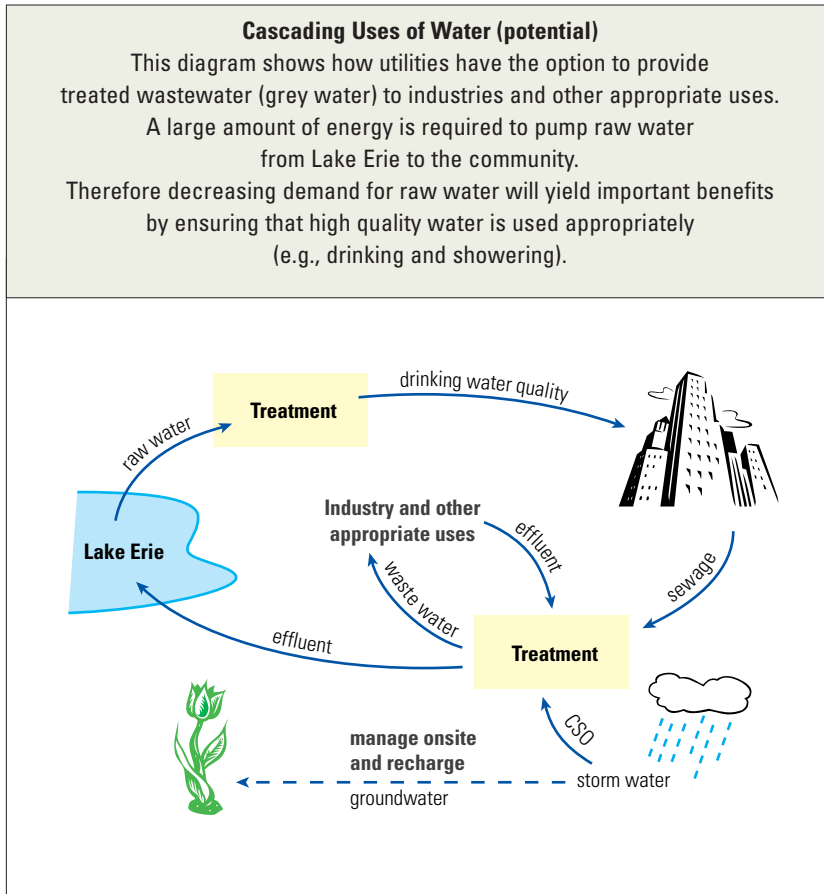 Cascading Uses of Water (potential)
This diagram shows how utilities have the option to provide
treated wastewater (grey water) to industries and other appropriate uses.
A large amount of energy is required to pump raw water
from Lake Erie to the community.
Therefore decreasing demand for raw water will yield important benefits
by ensuring that high quality water is used appropriately
(e.g., drinking and showering).
drinking water quality
Treatment
raw water
Industry and other
appropriate uses
effluent
Lake Erie
sewage
waste water
effluent
Treatment
CSO
manage onsite
and recharge
storm water
groundwater